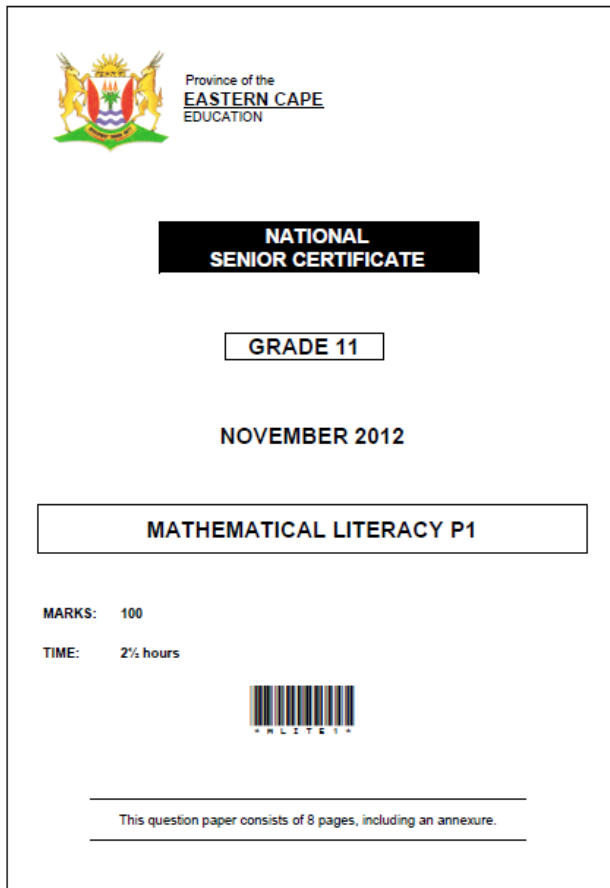 Province of the
EASTERN CAPE
EDUCATION
NATIONAL
SENIOR CERTIFICATE
GRADE 11
NOVEMBER 2012
MATHEMATICAL LITERACY P1
MARKS: 100
TIME: 2½ hours
*MLITE1*
This question paper consists of 8 pages, including an annexure.